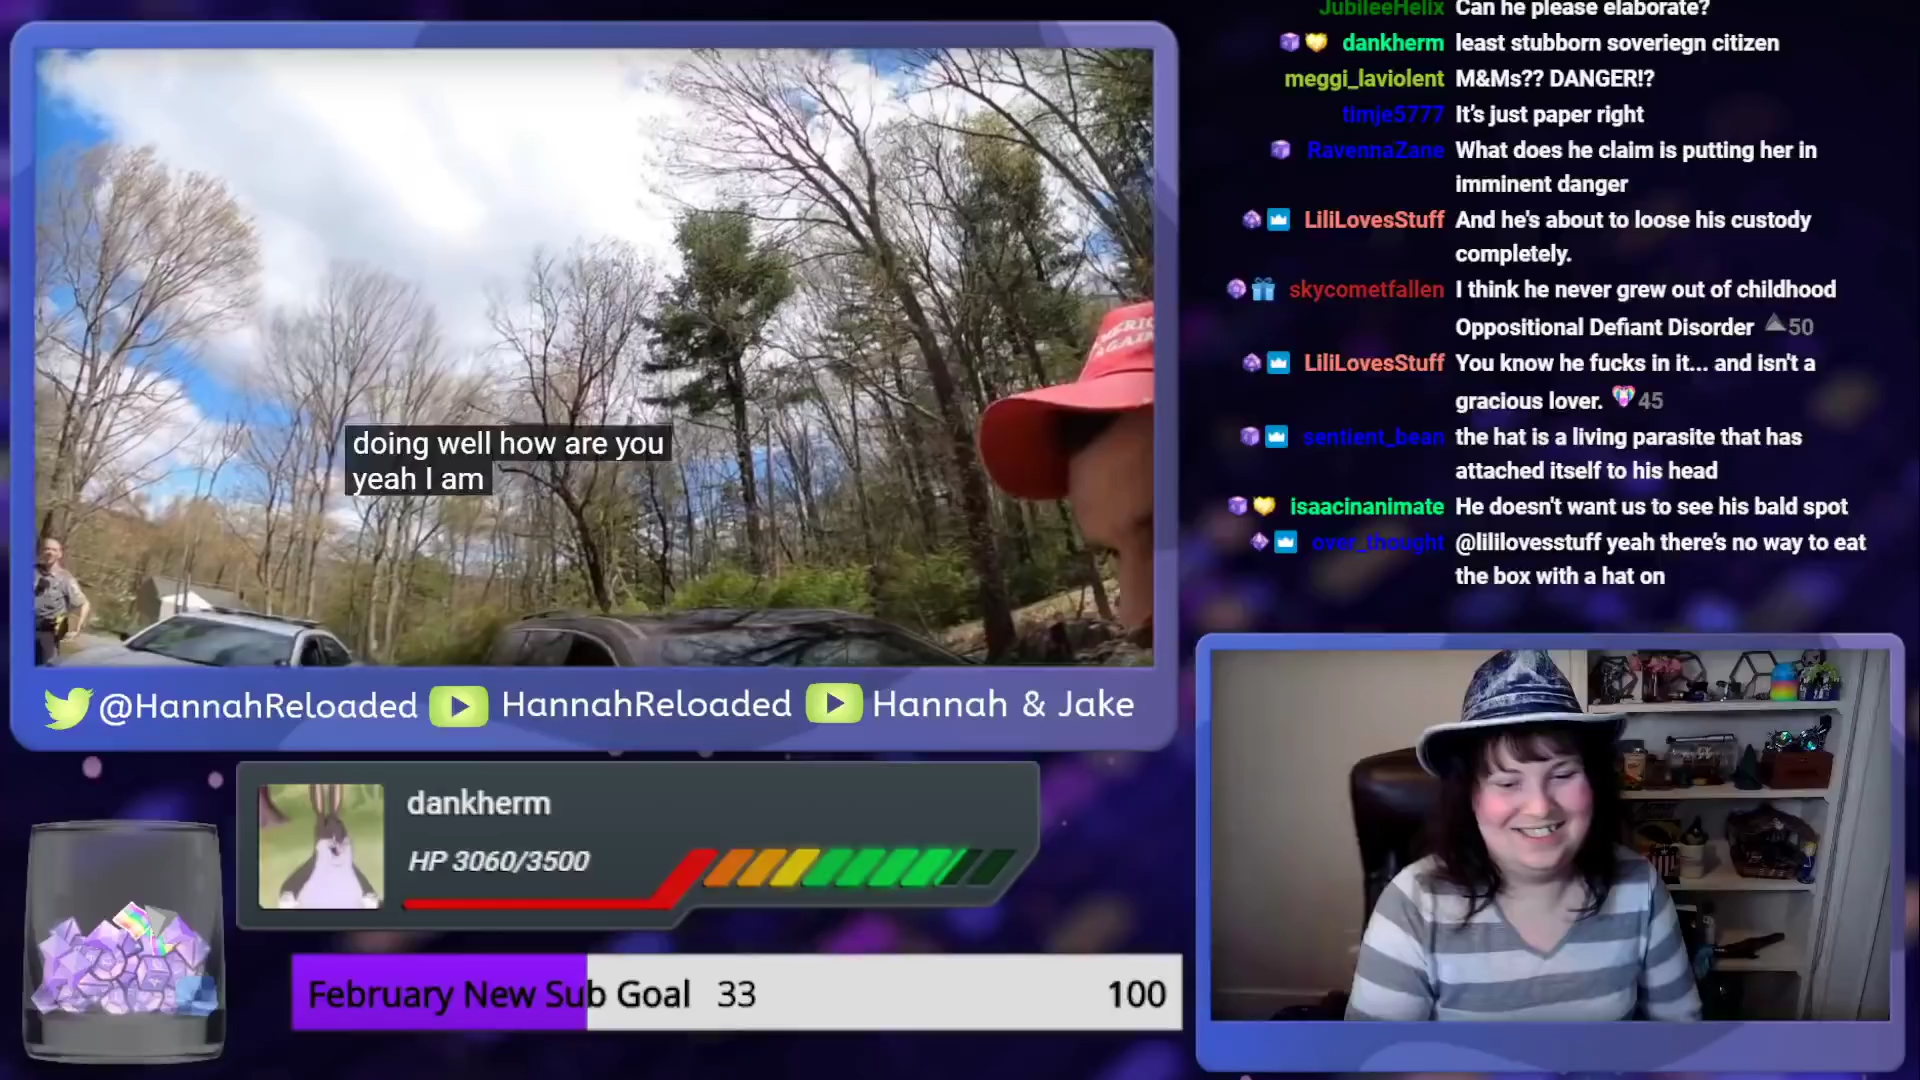 JubileeHelix Can he please elaborate?
dankherm least stubborn soveriegn citizen
meggi_laviolent M&Ms?? DANGER!?
timje5777 It's just paper right
RavennaZane What does he claim is putting her in
imminent danger
LiliLovesStuff And he's about to loose his custody
completely.
skycometfallen I think he never grew out of childhood
Oppositional Defiant Disorder 50
LiliLovesStuff You know he fucks in it... and isn't a
gracious lover. 45
sentient_bean the hat is a living parasite that has
attached itself to his head
isaacinanimate He doesn't want us to see his bald spot
over_thought @lililovesstuff yeah there's no way to eat
the box with a hat on
AGAIN
doing well how are you
yeah I am
@HannahReloaded HannahReloaded Hannah & Jake
dankherm
HP 3060/3500
February New Sub Goal 33 100